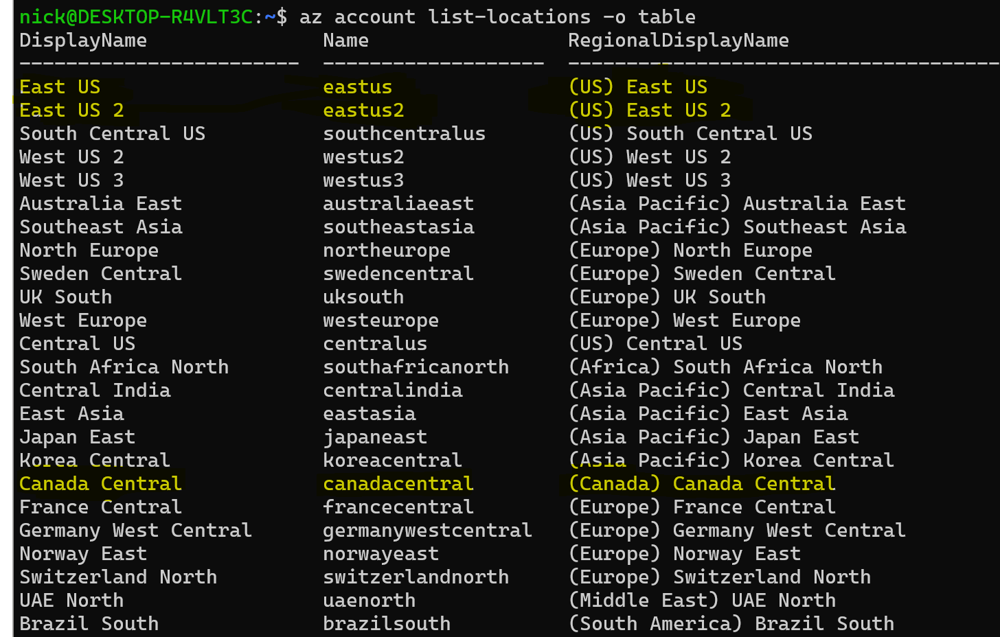 nick@DESKTOP-R4VLT3C:~$ az account list-locations -o table
DisplayName Name RegionalDisplayName
------------------------ ------------------- -------------------------------------
East US eastus (US) East US
East US 2 eastus2 (US) East US 2
South Central US southcentralus (US) South Central US
West US 2 westus2 (US) West US 2
West US 3 westus3 (US) West US 3
Australia East australiaeast (Asia Pacific) Australia East
Southeast Asia southeastasia (Asia Pacific) Southeast Asia
North Europe northeurope (Europe) North Europe
Sweden Central swedencentral (Europe) Sweden Central
UK South uksouth (Europe) UK South
West Europe westeurope (Europe) West Europe
Central US centralus (US) Central US
South Africa North southafricanorth (Africa) South Africa North
Central India centralindia (Asia Pacific) Central India
East Asia eastasia (Asia Pacific) East Asia
Japan East japaneast (Asia Pacific) Japan East
Korea Central koreacentral (Asia Pacific) Korea Central
Canada Central canadacentral (Canada) Canada Central
France Central francecentral (Europe) France Central
Germany West Central germanywestcentral (Europe) Germany West Central
Norway East norwayeast (Europe) Norway East
Switzerland North switzerlandnorth (Europe) Switzerland North
UAE North uaenorth (Middle East) UAE North
Brazil South brazilsouth (South America) Brazil South